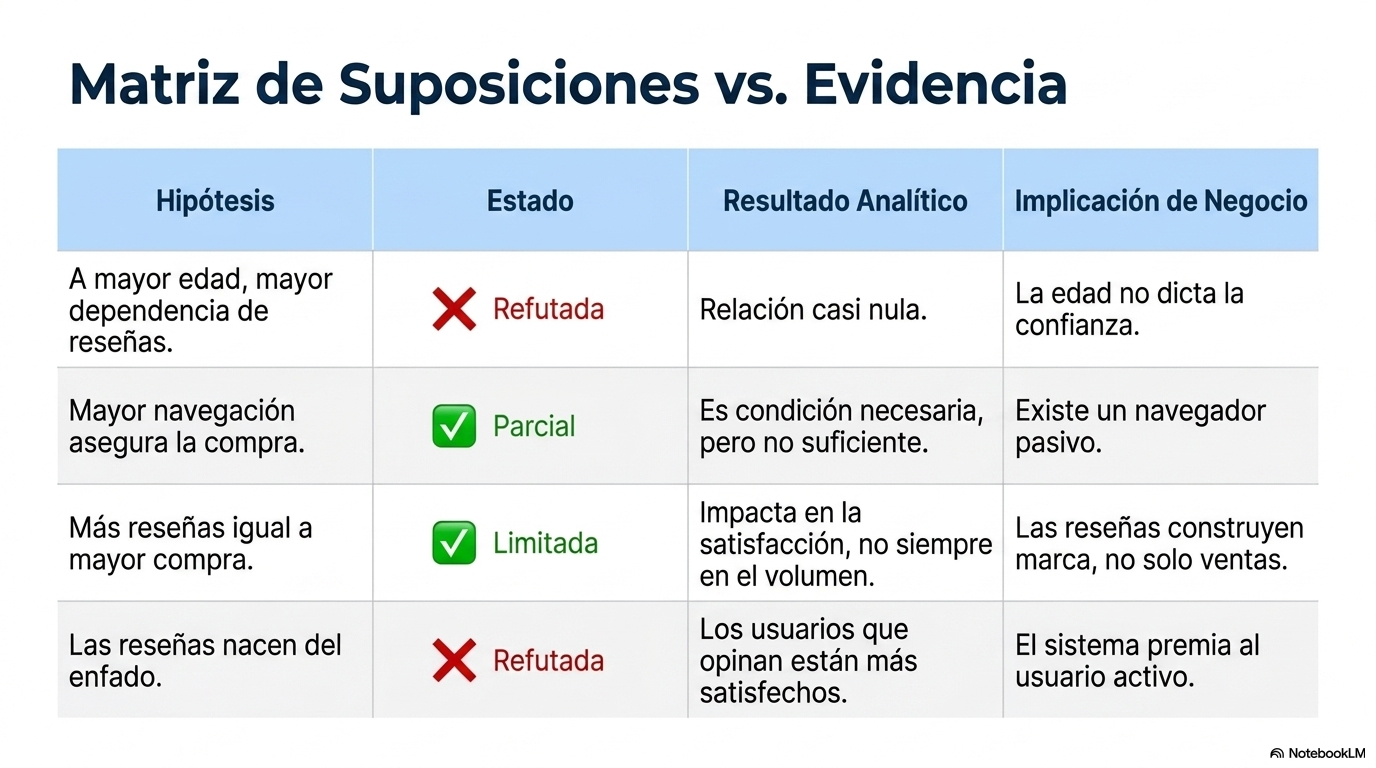 Matriz de Suposiciones vs. Evidencia
Hipótesis
Estado
Resultado Analítico
Implicación de Negocio
A mayor edad, mayor
dependencia de
reseñas.
Refutada
Relación casi nula.
La edad no dicta la
confianza.
Mayor navegación
asegura la compra.
Parcial
Es condición necesaria,
pero no suficiente.
Existe un navegador
pasivo.
Más reseñas igual a
mayor compra.
Limitada
Impacta en la
satisfacción, no siempre
en el volumen.
Las reseñas construyen
marca, no solo ventas.
Las reseñas nacen del
enfado.
Refutada
Los usuarios que
opinan están más
satisfechos.
El sistema premia al
usuario activo.
NotebookLM